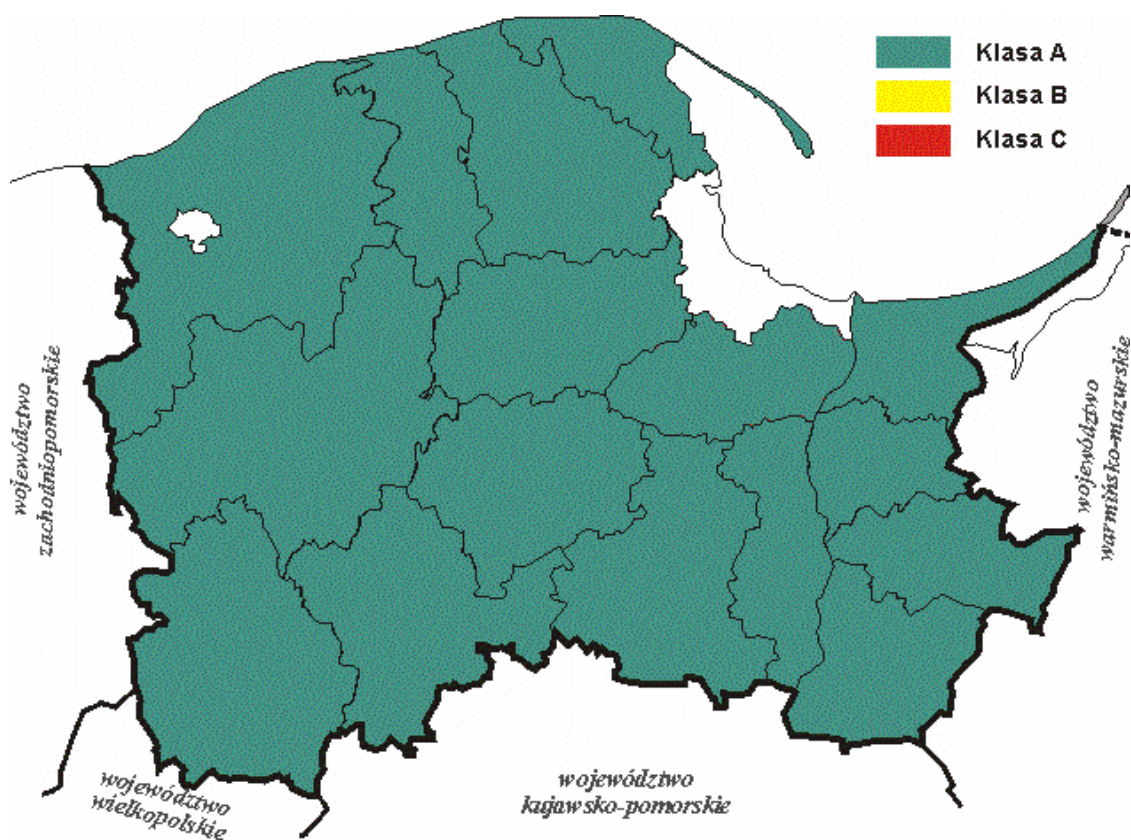 Klasa A
Klasa B
Klasa C
województwo
zachodniopomorskie
województwo
warmińsko-mazurskie
województwo
wielkopolskie
województwo
kujawsko-pomorskie